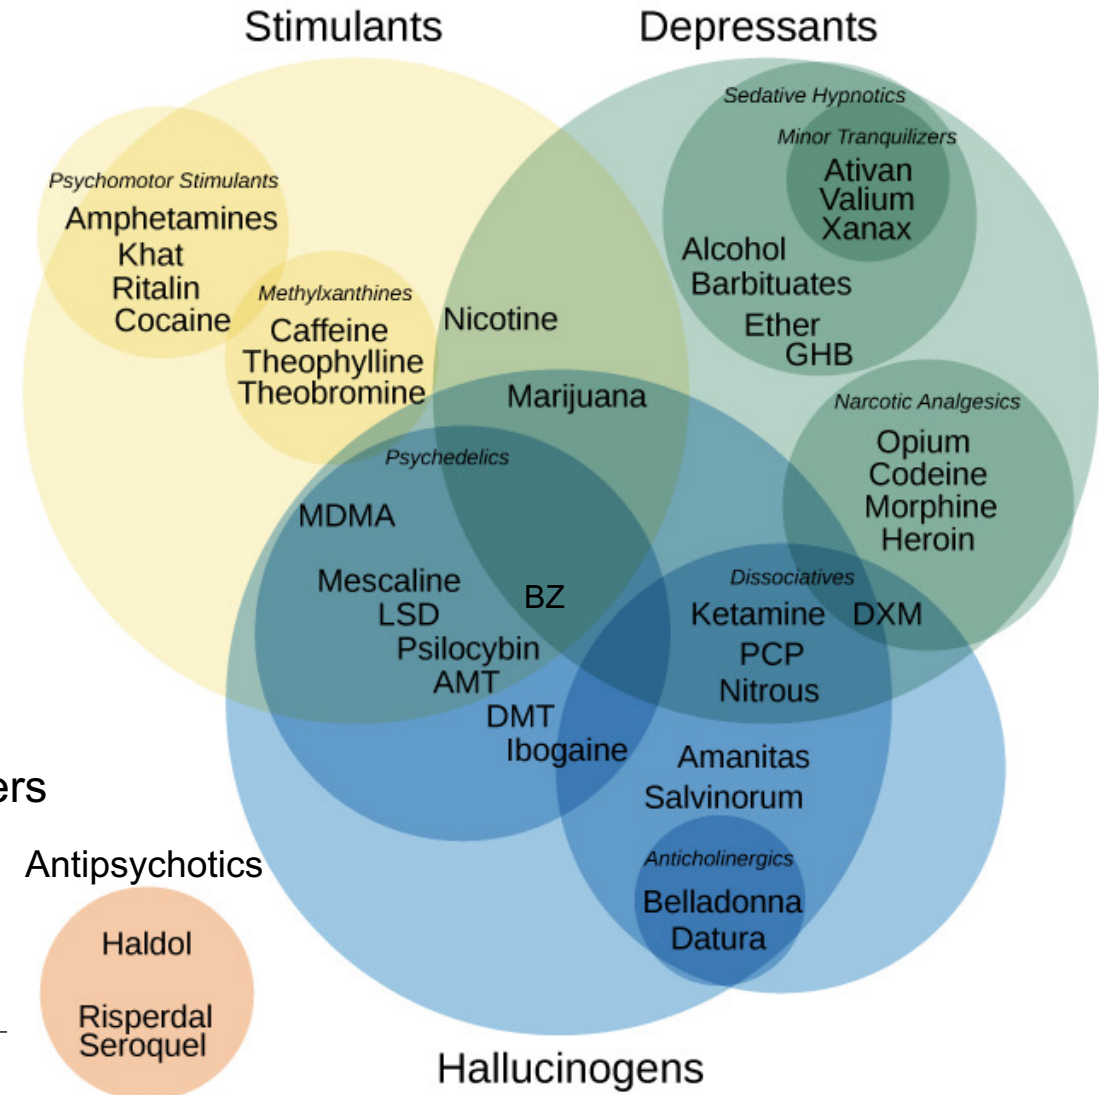 Stimulants
Depressants
Sedative Hypnotics
Minor Tranquilizers
Ativan
Valium
Xanax
Psychomotor Stimulants
Amphetamines
Khat
Ritalin
Cocaine
Methylxanthines
Caffeine
Theophylline
Theobromine
Nicotine
Alcohol
Barbituates
Ether
GHB
Marijuana
Narcotic Analgesics
Opium
Codeine
Morphine
Heroin
Psychedelics
MDMA
Mescaline
LSD
Psilocybin
AMT
DMT
Ibogaine
BZ
Dissociatives
Ketamine DXM
PCP
Nitrous
Amanitas
Salvinorum
Anticholinergics
Belladonna
Datura
ers
Antipsychotics
Haldol
Risperdal
Seroquel
Hallucinogens